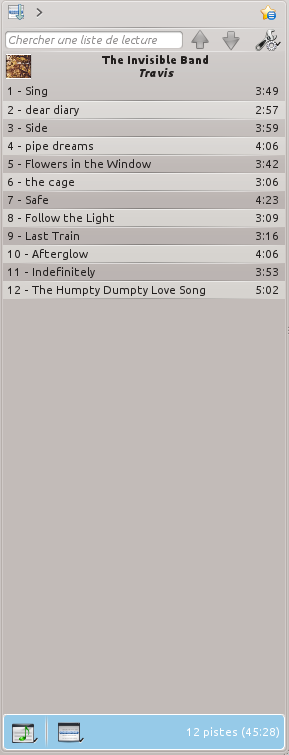 Chercher une liste de lecture
The Invisible Band
Travis
1 - Sing 3:49
2 - dear diary 2:57
3 - Side 3:59
4 - pipe dreams 4:06
5 - Flowers in the Window 3:42
6 - the cage 3:06
7 - Safe 4:23
8 - Follow the Light 3:09
9 - Last Train 3:16
10 - Afterglow 4:06
11 - Indefinitely 3:53
12 - The Humpty Dumpty Love Song 5:02
12 pistes (45:28)